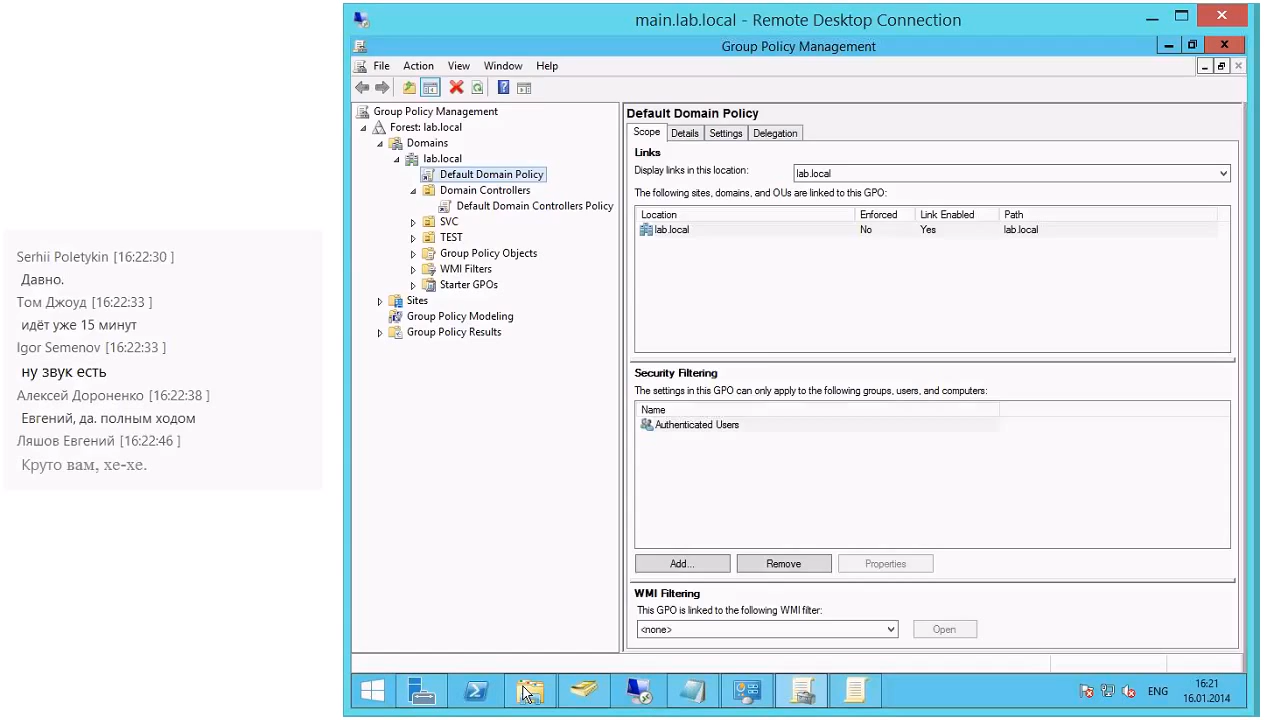 main.lab.local - Remote Desktop Connection
Group Policy Management
File Action View Window Help
Group Policy Management
Forest: lab.local
Domains
lab.local
Default Domain Policy
Domain Controllers
Default Domain Controllers Policy
SVC
TEST
Group Policy Objects
WMI Filters
Starter GPOs
Sites
Group Policy Modeling
Group Policy Results
Default Domain Policy
Scope Details Settings Delegation
Links
Display links in this location: lab.local
The following sites, domains, and OUs are linked to this GPO:
Location Enforced Link Enabled Path
lab.local No Yes lab.local
Security Filtering
The settings in this GPO can only apply to the following groups, users, and computers:
Name
Authenticated Users
Add... Remove Properties
WMI Filtering
This GPO is linked to the following WMI filter:
<none> Open
ENG
16:21
16.01.2014
Serhii Poletykin [16:22:30 ]
Давно.
Том Джоуд [16:22:33 ]
идёт уже 15 минут
Igor Semenov [16:22:33 ]
ну звук есть
Алексей Дороненко [16:22:38 ]
Евгений, да. полным ходом
Ляшов Евгений [16:22:46 ]
Круто вам, хе-хе.